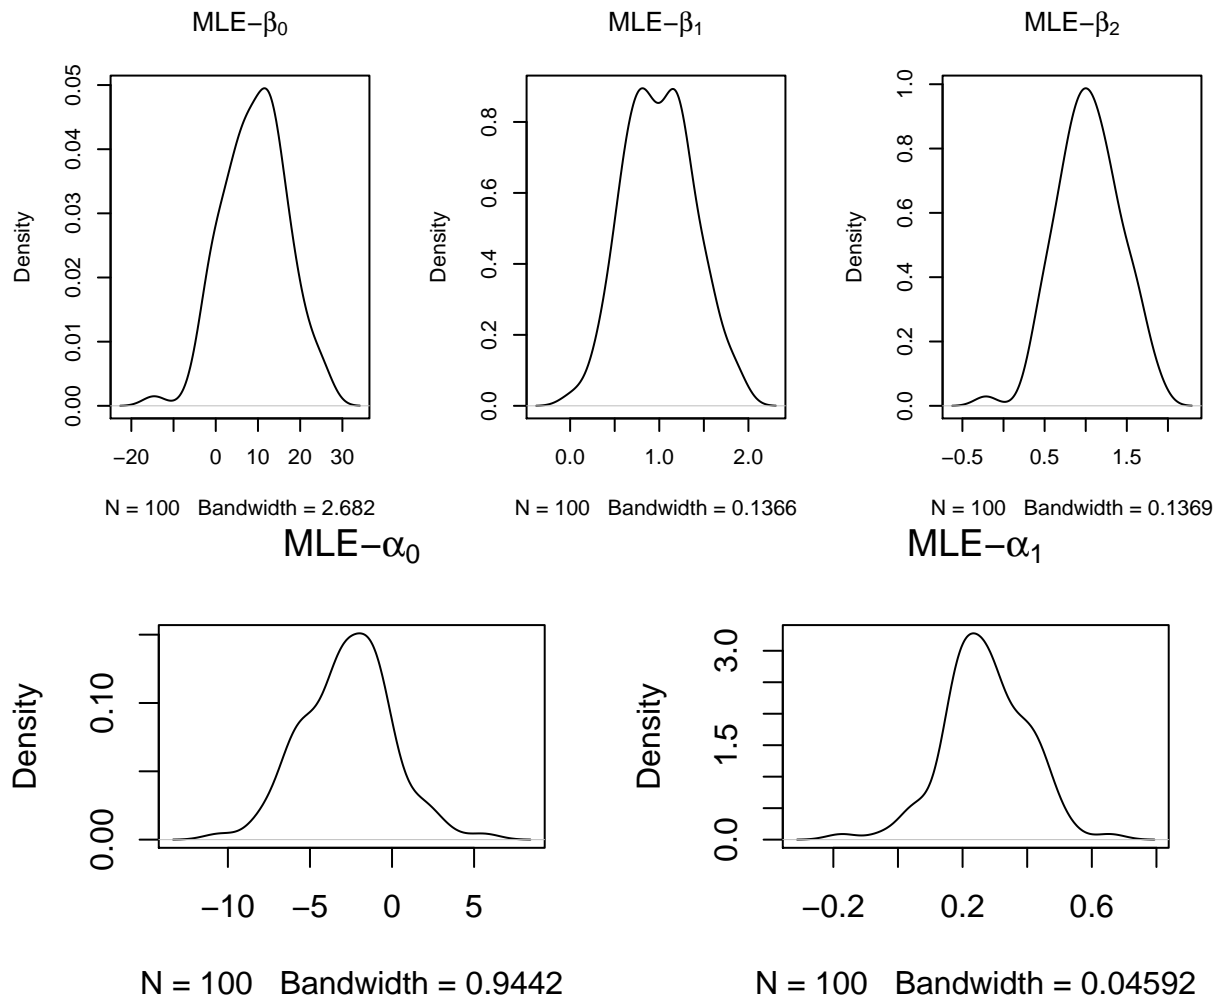 MLE−β0
Density
0.00 0.01 0.02 0.03 0.04 0.05
−20 0 10 20 30
N = 100 Bandwidth = 2.682
MLE−β1
Density
0.0 0.2 0.4 0.6 0.8
0.0 1.0 2.0
N = 100 Bandwidth = 0.1366
MLE−β2
Density
0.0 0.2 0.4 0.6 0.8 1.0
−0.5 0.5 1.5
N = 100 Bandwidth = 0.1369
MLE−α0
Density
0.00 0.10
−10 −5 0 5
N = 100 Bandwidth = 0.9442
MLE−α1
Density
0.0 1.5 3.0
−0.2 0.2 0.6
N = 100 Bandwidth = 0.04592